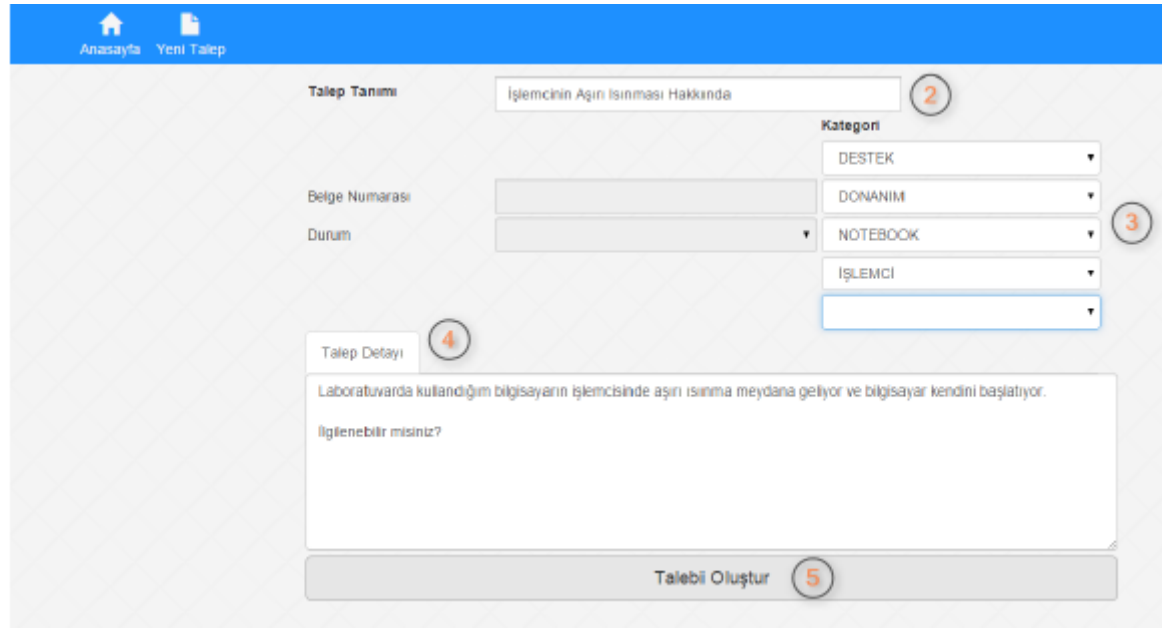 Anasayfa Yeni Talep
Talep Tanımı İşlemcinin Aşırı Isınması Hakkında 2
Kategori
DESTEK
Belge Numarası DONANIM
3
Durum NOTEBOOK
İŞLEMCİ
Talep Detayı 4
Laboratuvarda kullandığım bilgisayarın işlemcisinde aşırı ısınma meydana geliyor ve bilgisayar kendini başlatıyor.
İlgilenebilir misiniz?
Talebii Oluştur 5